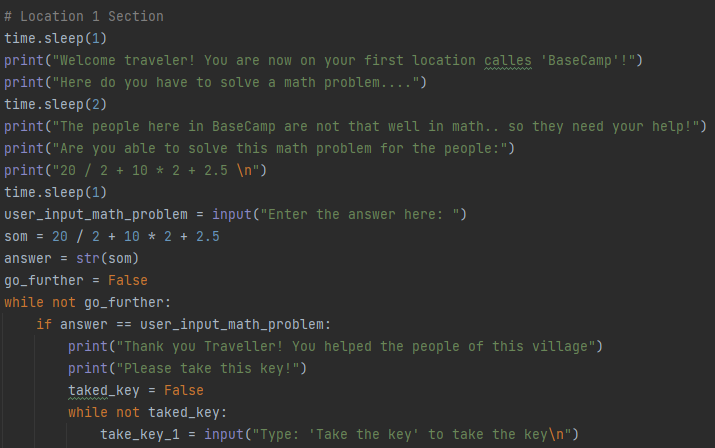 # Location 1 Section
time.sleep(1)
print("Welcome traveler! You are now on your first location calles 'BaseCamp'!")
print("Here do you have to solve a math problem....")
time.sleep(2)
print("The people here in BaseCamp are not that well in math.. so they need your help!")
print("Are you able to solve this math problem for the people:")
print("20 / 2 + 10 * 2 + 2.5 \n")
time.sleep(1)
user_input_math_problem = input("Enter the answer here: ")
som = 20 / 2 + 10 * 2 + 2.5
answer = str(som)
go_further = False
while not go_further:
    if answer == user_input_math_problem:
        print("Thank you Traveller! You helped the people of this village")
        print("Please take this key!")
        taked_key = False
        while not taked_key:
            take_key_1 = input("Type: 'Take the key' to take the key\n")